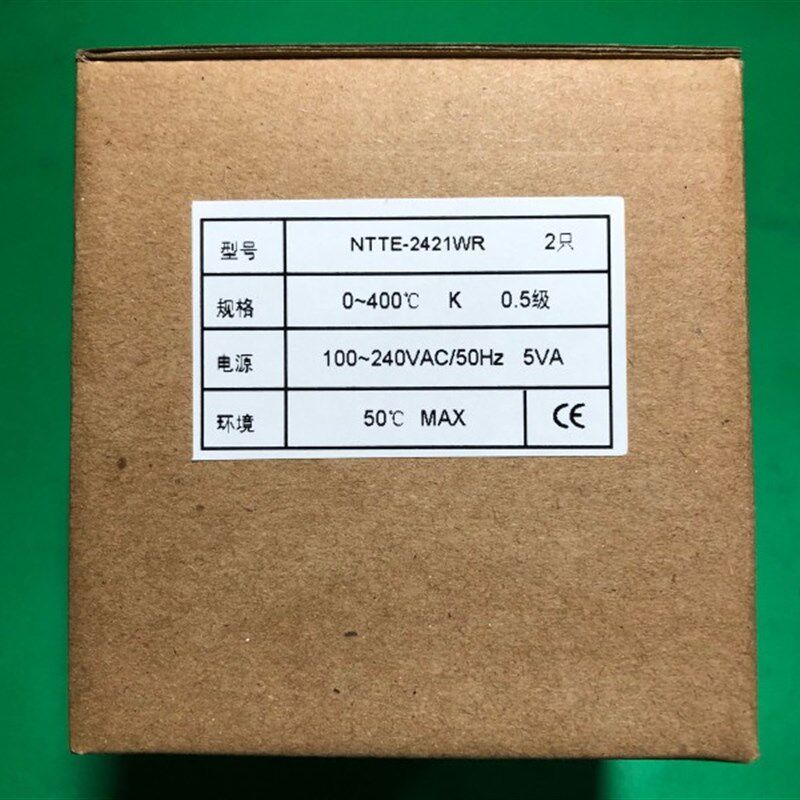 型号 NTTE-2421WR 2只
规格 0~400℃ K 0.5级
电源 100~240VAC/50Hz 5VA
环境 50℃ MAX CE